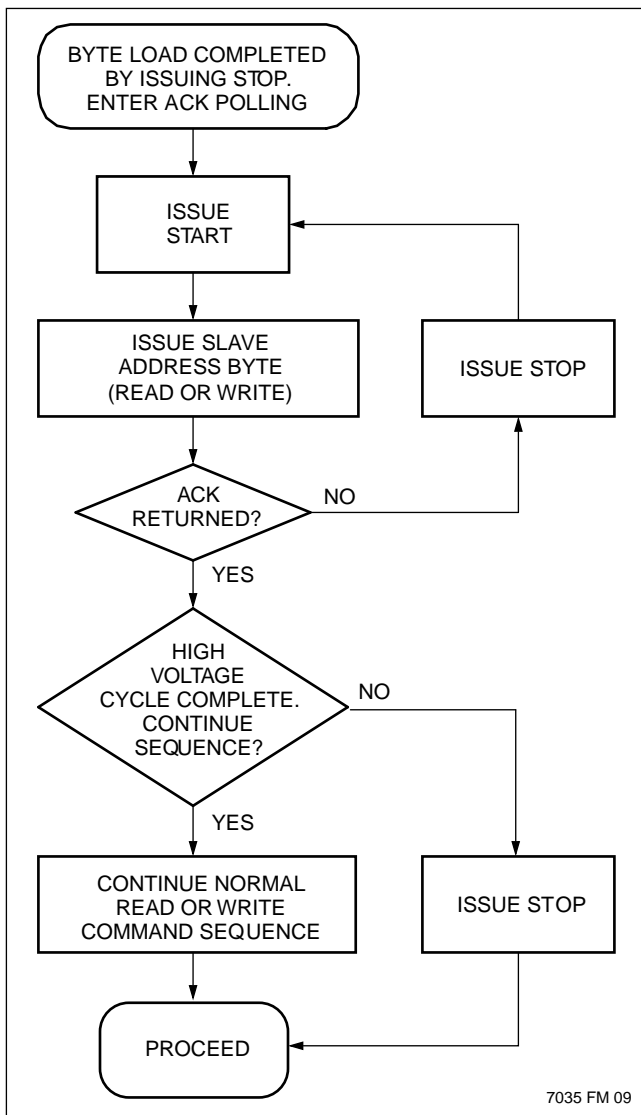 BYTE LOAD COMPLETED
BY ISSUING STOP.
ENTER ACK POLLING
ISSUE
START
ISSUE SLAVE
ADDRESS BYTE
(READ OR WRITE)
ISSUE STOP
ACK
RETURNED?
NO
YES
HIGH
VOLTAGE
CYCLE COMPLETE.
CONTINUE
SEQUENCE?
NO
YES
CONTINUE NORMAL
READ OR WRITE
COMMAND SEQUENCE
ISSUE STOP
PROCEED
7035 FM 09